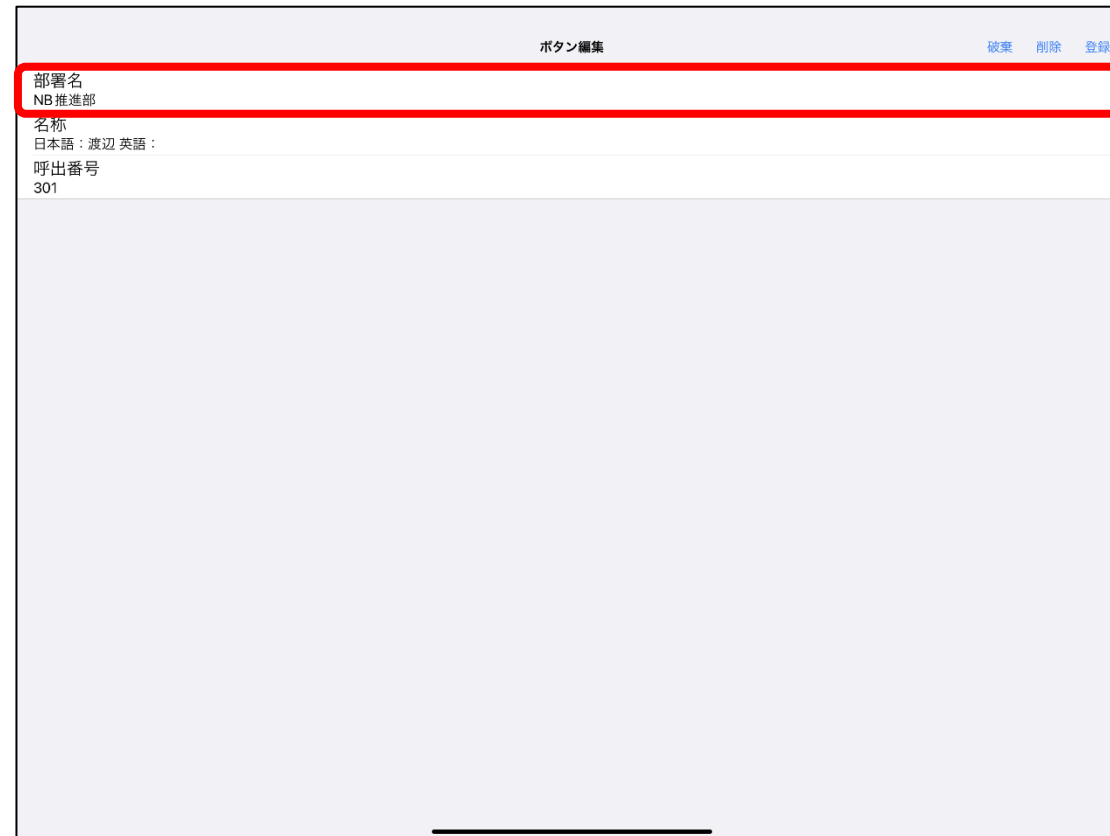 ボタン編集 破棄 削除 登録
部署名
NB推進部
名称
日本語：渡辺 英語：
呼出番号
301